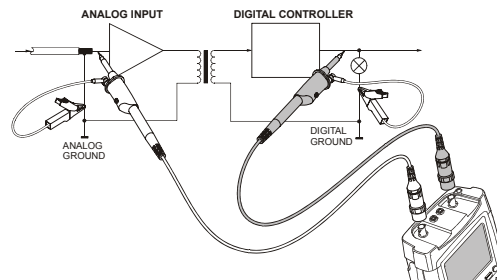 ANALOG INPUT
DIGITAL CONTROLLER
ANALOG
GROUND
DIGITAL
GROUND